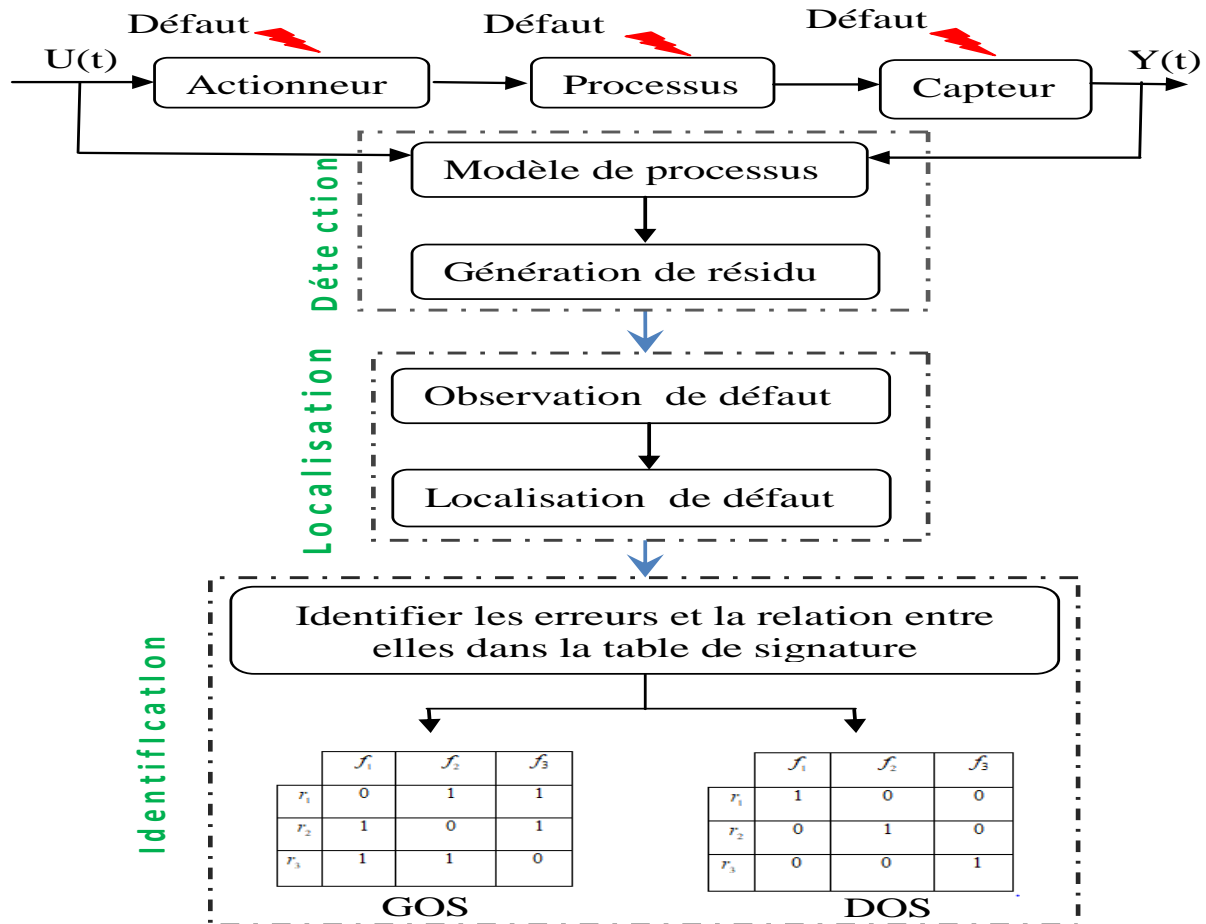 Défaut Défaut Défaut
U(t) Y(t)
Actionneur Processus Capteur
Modèle de processus
Génération de résidu
Déte ction
Observation de défaut
Localisation de défaut
Localisation
Identifier les erreurs et la relation entre
elles dans la table de signature
Identification
f₁ f₂ f₃
r₁ 0 1 1
r₂ 1 0 1
r₃ 1 1 0
GOS
f₁ f₂ f₃
r₁ 1 0 0
r₂ 0 1 0
r₃ 0 0 1
DOS